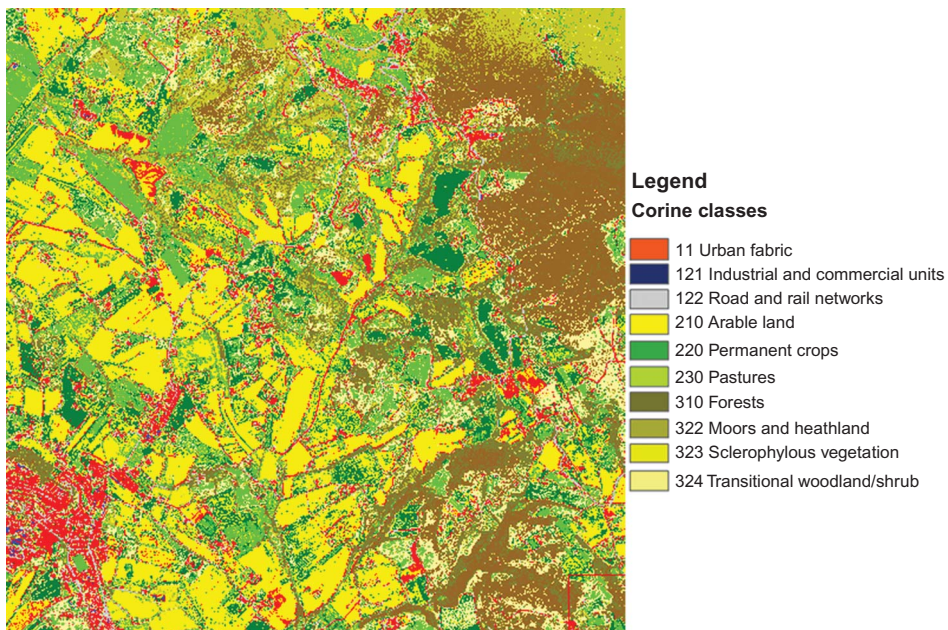 Legend
Corine classes
11 Urban fabric
121 Industrial and commercial units
122 Road and rail networks
210 Arable land
220 Permanent crops
230 Pastures
310 Forests
322 Moors and heathland
323 Sclerophylous vegetation
324 Transitional woodland/shrub